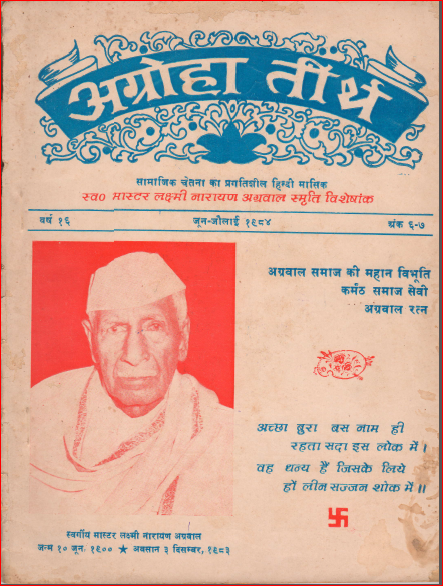 अग्रोहा तीर्थ
सामाजिक चेतना का प्रगतिशील हिन्दी मासिक
स्व० मास्टर लक्ष्मी नारायण अग्रवाल स्मृति विशेषांक
वर्ष १६ जून-जौलाई १९८४ अंक ६-७
अग्रवाल समाज की महान विभूति
कर्मठ समाज सेवी
अग्रवाल रत्न
अच्छा बुरा बस नाम ही
रहता सदा इस लोक में।
वह धन्य हैं जिसके लिये
हों लीन सज्जन शोक में॥
स्वर्गीय मास्टर लक्ष्मी नारायण अग्रवाल
जन्म १० जून, १९०० ★ अवसान ३ दिसम्बर, १९८३